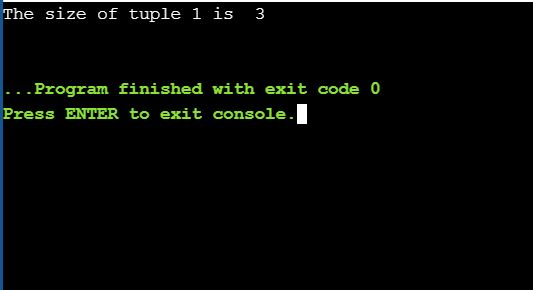 The size of tuple 1 is  3
...Program finished with exit code 0
Press ENTER to exit console.